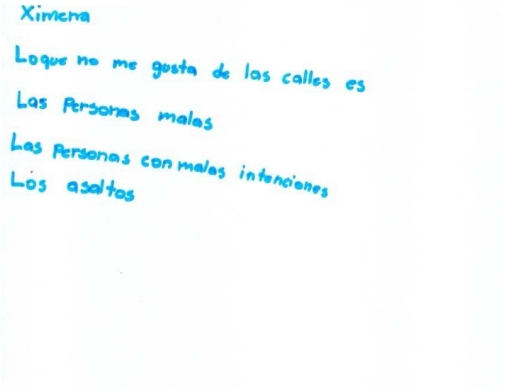 Ximena
Loque no me gusta de las calles es
Las Personas malas
Las Personas con malas intenciones
Los asaltos